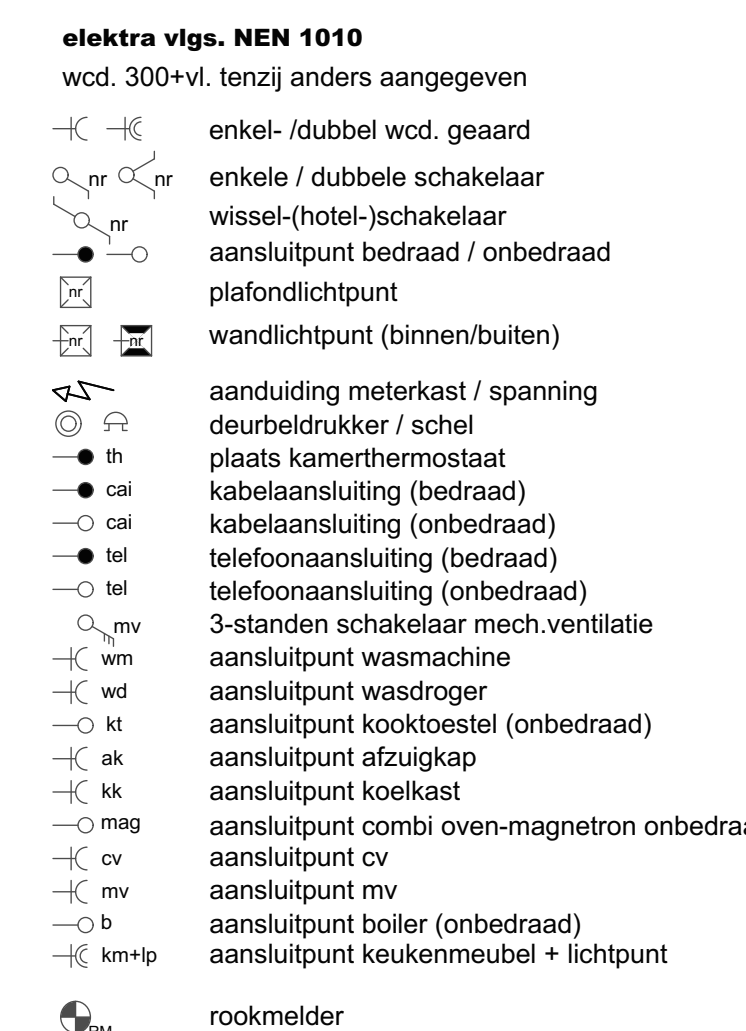 elektra vlgs. NEN 1010
wcd. 300+vl. tenzij anders aangegeven
enkel- /dubbel wcd. geaard
nr nr enkele / dubbele schakelaar
nr wissel-(hotel-)schakelaar
aansluitpunt bedraad / onbedraad
nr plafondlichtpunt
nr nr wandlichtpunt (binnen/buiten)
aanduiding meterkast / spanning
deurbeldrukker / schel
th plaats kamerthermostaat
cai kabelaansluiting (bedraad)
cai kabelaansluiting (onbedraad)
tel telefoonaansluiting (bedraad)
tel telefoonaansluiting (onbedraad)
mv 3-standen schakelaar mech.ventilatie
wm aansluitpunt wasmachine
wd aansluitpunt wasdroger
kt aansluitpunt kooktoestel (onbedraad)
ak aansluitpunt afzuigkap
kk aansluitpunt koelkast
mag aansluitpunt combi oven-magnetron onbedraa
cv aansluitpunt cv
mv aansluitpunt mv
b aansluitpunt boiler (onbedraad)
km+lp aansluitpunt keukenmeubel + lichtpunt
RM rookmelder